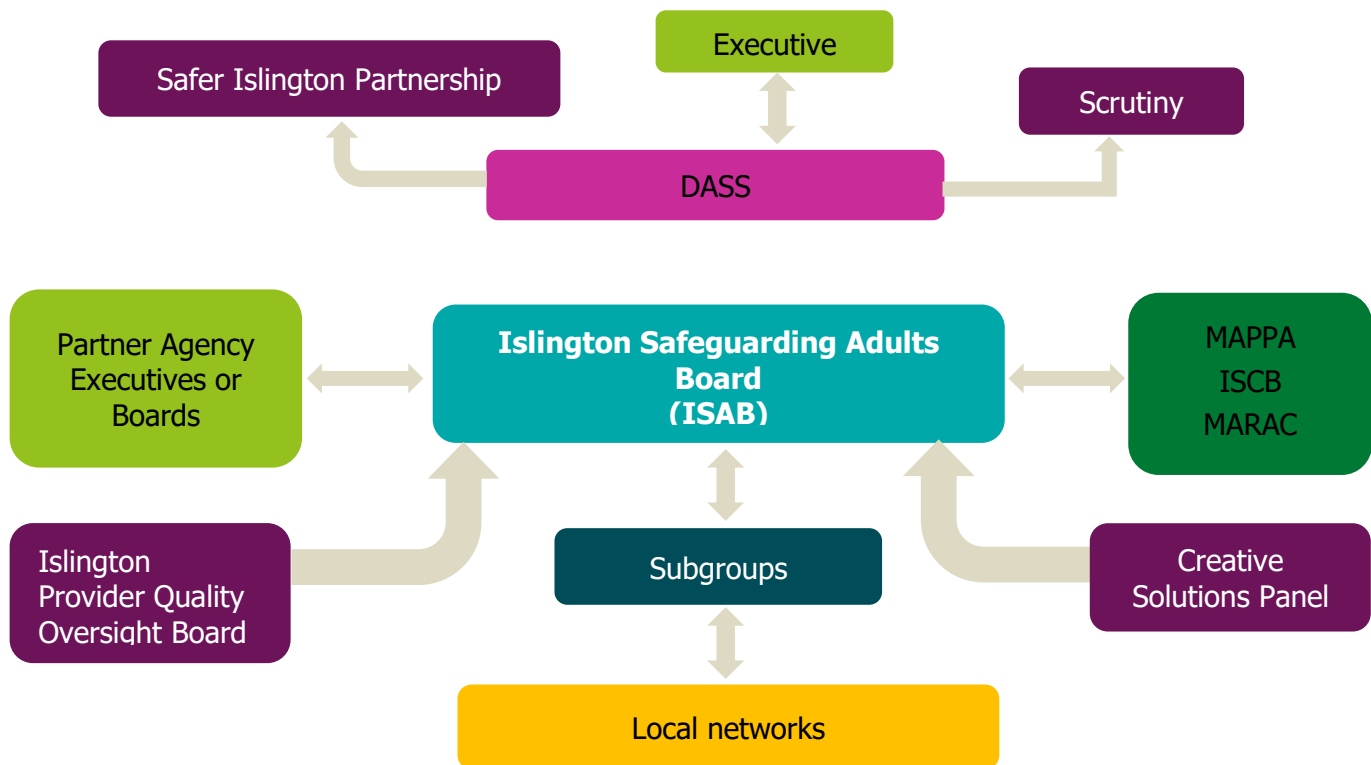 Executive
Safer Islington Partnership
Scrutiny
DASS
Partner Agency
Executives or
Boards
Islington Safeguarding Adults
Board
(ISAB)
MAPPA
ISCB
MARAC
Islington
Provider Quality
Oversight Board
Subgroups
Creative
Solutions Panel
Local networks